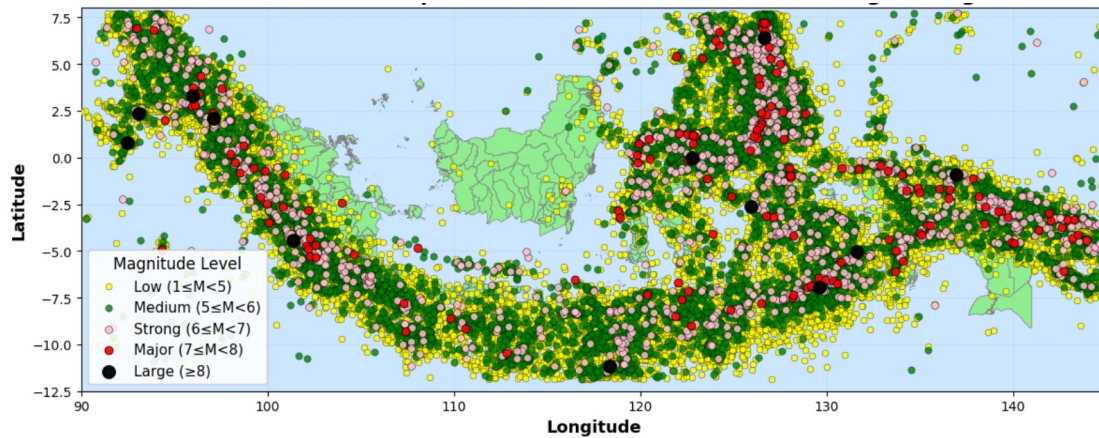 7.5
5.0
2.5
0.0
−2.5
−5.0
−7.5
−10.0
−12.5
Latitude
Magnitude Level
Low (1≤M<5)
Medium (5≤M<6)
Strong (6≤M<7)
Major (7≤M<8)
Large (≥8)
90 100 110 120 130 140
Longitude